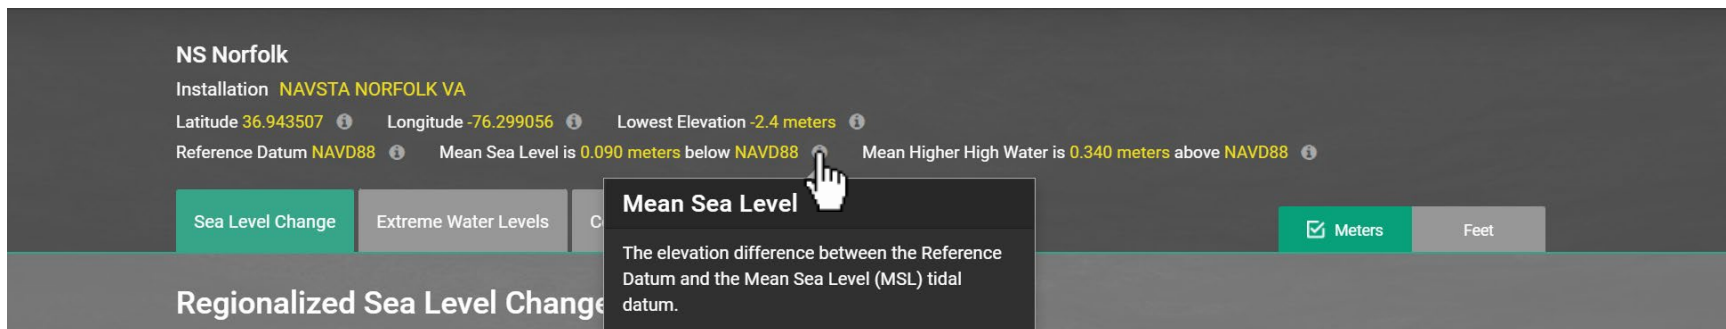 NS Norfolk
Installation NAVSTA NORFOLK VA
Latitude 36.943507 Longitude -76.299056 Lowest Elevation -2.4 meters
Reference Datum NAVD88 Mean Sea Level is 0.090 meters below NAVD88 Mean Higher High Water is 0.340 meters above NAVD88
Sea Level Change Extreme Water Levels
Meters Feet
Mean Sea Level
The elevation difference between the Reference
Datum and the Mean Sea Level (MSL) tidal
datum.
Regionalized Sea Level Change